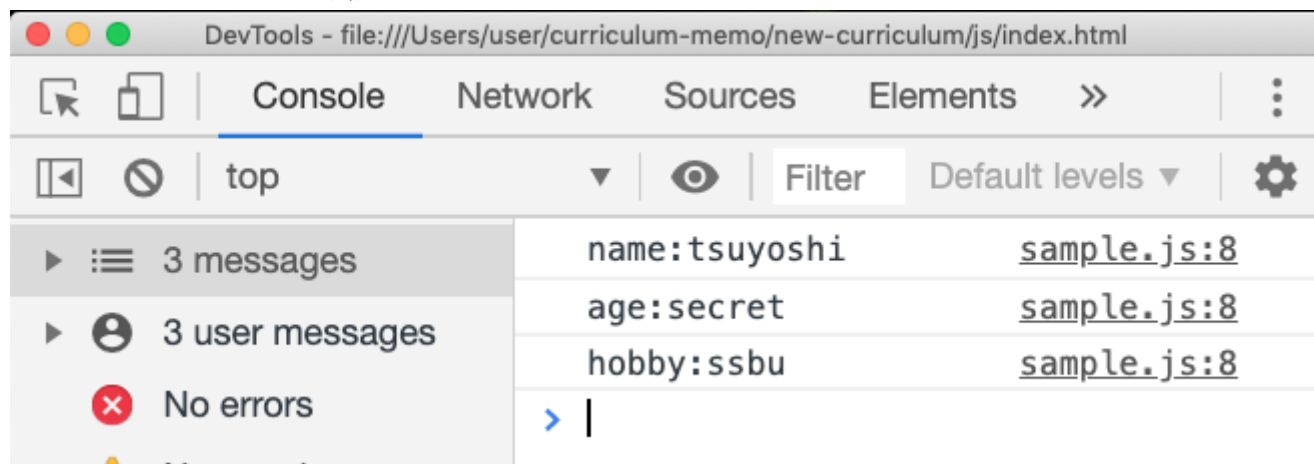 DevTools - file:///Users/user/curriculum-memo/new-curriculum/js/index.html
Console Network Sources Elements »
top Filter Default levels
3 messages
name:tsuyoshi sample.js:8
age:secret sample.js:8
3 user messages
hobby:ssbu sample.js:8
No errors
>